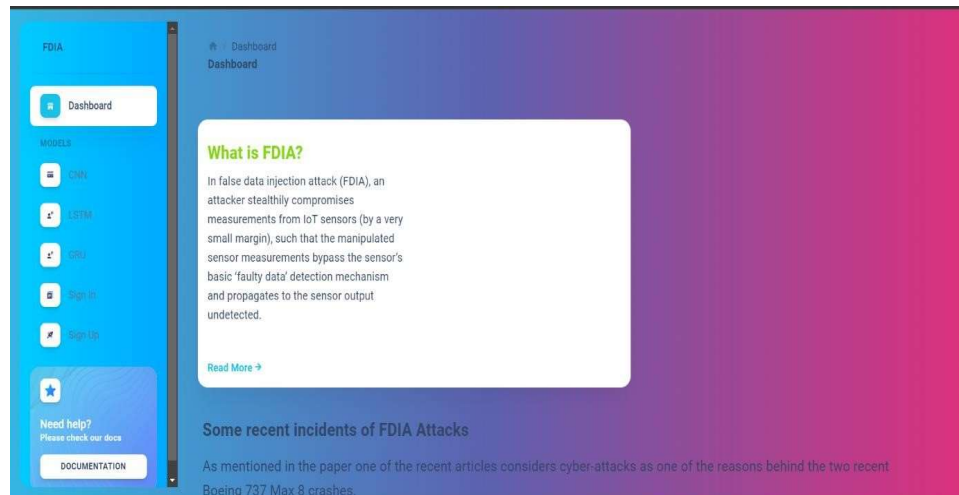 FDIA
Dashboard
MODELS
CNN
LSTM
GRU
Sign In
Sign Up
Need help?
Please check our docs
DOCUMENTATION
/ Dashboard
Dashboard
What is FDIA?
In false data injection attack (FDIA), an
attacker stealthily compromises
measurements from IoT sensors (by a very
small margin), such that the manipulated
sensor measurements bypass the sensor's
basic 'faulty data' detection mechanism
and propagates to the sensor output
undetected.
Read More →
Some recent incidents of FDIA Attacks
As mentioned in the paper one of the recent articles considers cyber-attacks as one of the reasons behind the two recent
Boeing 737 Max 8 crashes.